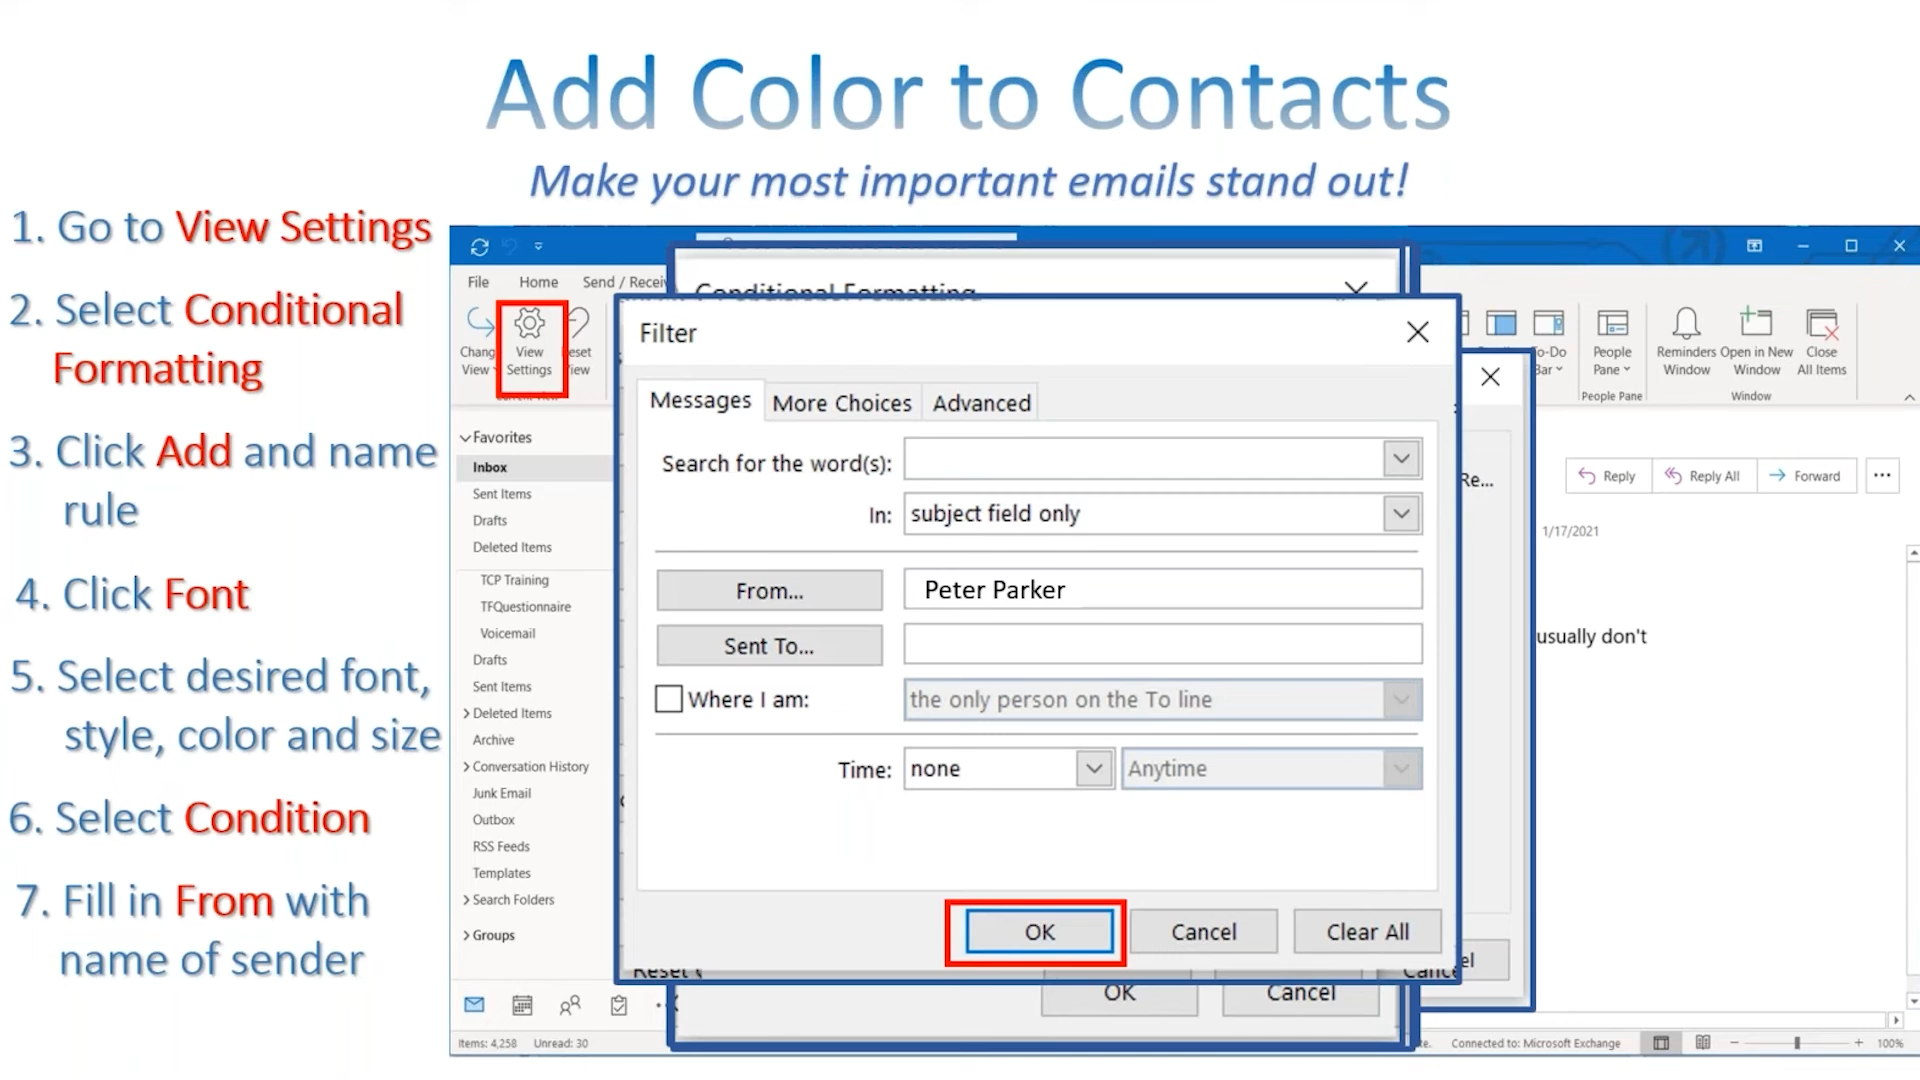 Add Color to Contacts
Make your most important emails stand out!
1. Go to View Settings
2. Select Conditional
Formatting
3. Click Add and name
rule
4. Click Font
5. Select desired font,
style, color and size
6. Select Condition
7. Fill in From with
name of sender
File Home Send /
View
View Settings
View
Favorites
Inbox
Sent Items
Drafts
Deleted Items
TCP Training
TFQuestionnaire
Voicemail
Drafts
Sent Items
Deleted Items
Archive
Conversation History
Junk Email
Outbox
RSS Feeds
Templates
Search Folders
Groups
Items: 4,258 Unread: 30
Conditional Formatting
Filter
Messages More Choices Advanced
Search for the word(s):
In: subject field only
From... Peter Parker
Sent To...
Where I am: the only person on the To line
Time: none Anytime
OK Cancel Clear All
OK Cancel
Re...
People Reminders Open in New Close
Pane Window Window All Items
People Pane Window
Reply Reply All Forward ...
1/17/2021
usually don't
Connected to: Microsoft Exchange 100%